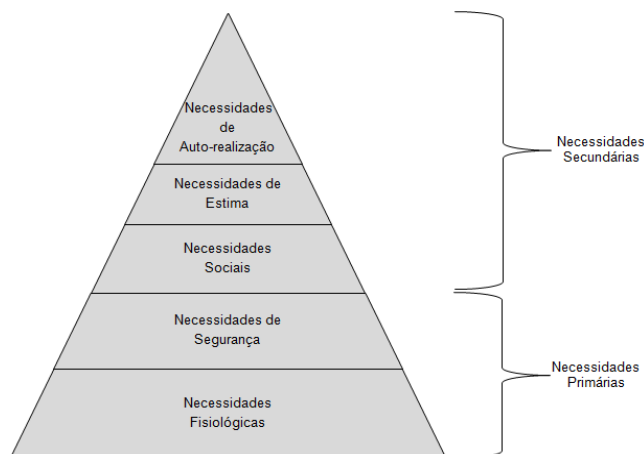 Necessidades
de
Auto-realização
Necessidades de
Estima
Necessidades
Sociais
Necessidades de
Segurança
Necessidades
Fisiológicas
Necessidades
Secundárias
Necessidades
Primárias